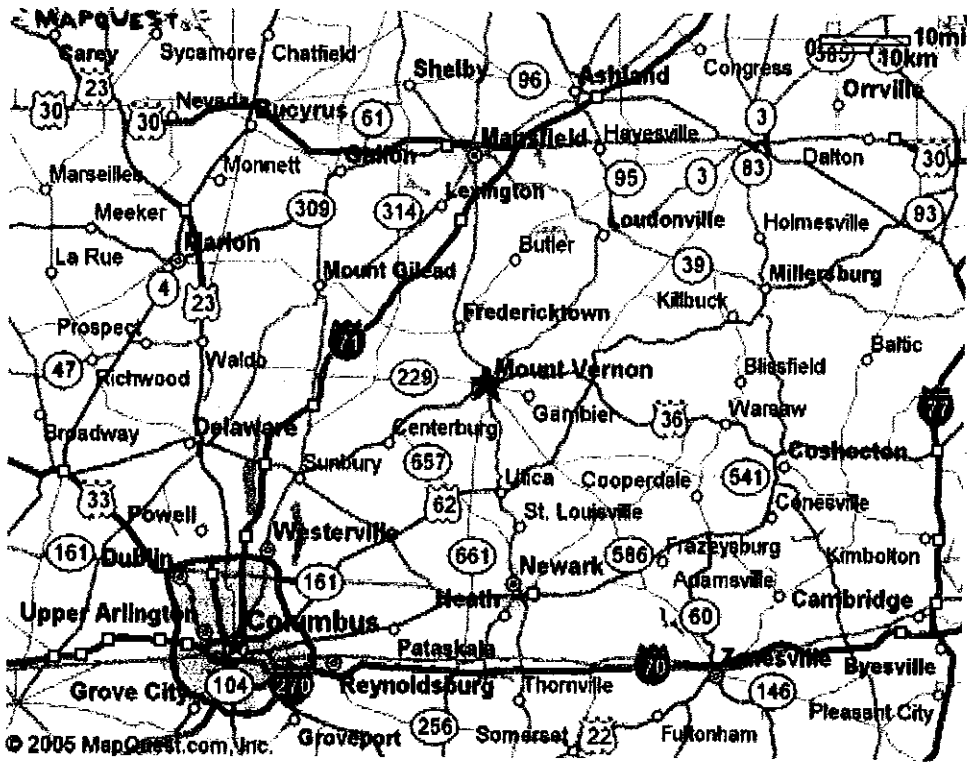 MAPQUEST
10mi
0
10km
Carey
Sycamore
Chatfield
Shelby
96
Ashland
Congress
585
3
Orrville
23
30
30
Nevada
Bucyrus
61
Mansfield
Hayesville
Dalton
30
Marseilles
Monnett
Galion
95
3
83
Meeker
309
314
Lexington
Loudonville
Holmesville
93
La Rue
Marion
Butler
39
Millersburg
4
23
Mount Gilead
Killbuck
Prospect
71
Fredericktown
47
Richwood
Waldo
229
Mount Vernon
Blissfield
Baltic
77
Broadway
Delaware
Centerburg
Gambier
36
Warsaw
Coshocton
Sunbury
657
Utica
Cooperdale
541
33
Powell
62
St. Louisville
Conesville
161
Dublin
Westerville
161
661
Newark
586
Frazeysburg
Kimbolton
Adamsville
Upper Arlington
Columbus
Heath
60
Cambridge
Pataskala
70
Zanesville
Byesville
Grove City
104
270
Reynoldsburg
Thornville
146
Pleasant City
Groveport
256
Somerset
22
Fultonham
© 2005 MapQuest.com, Inc.